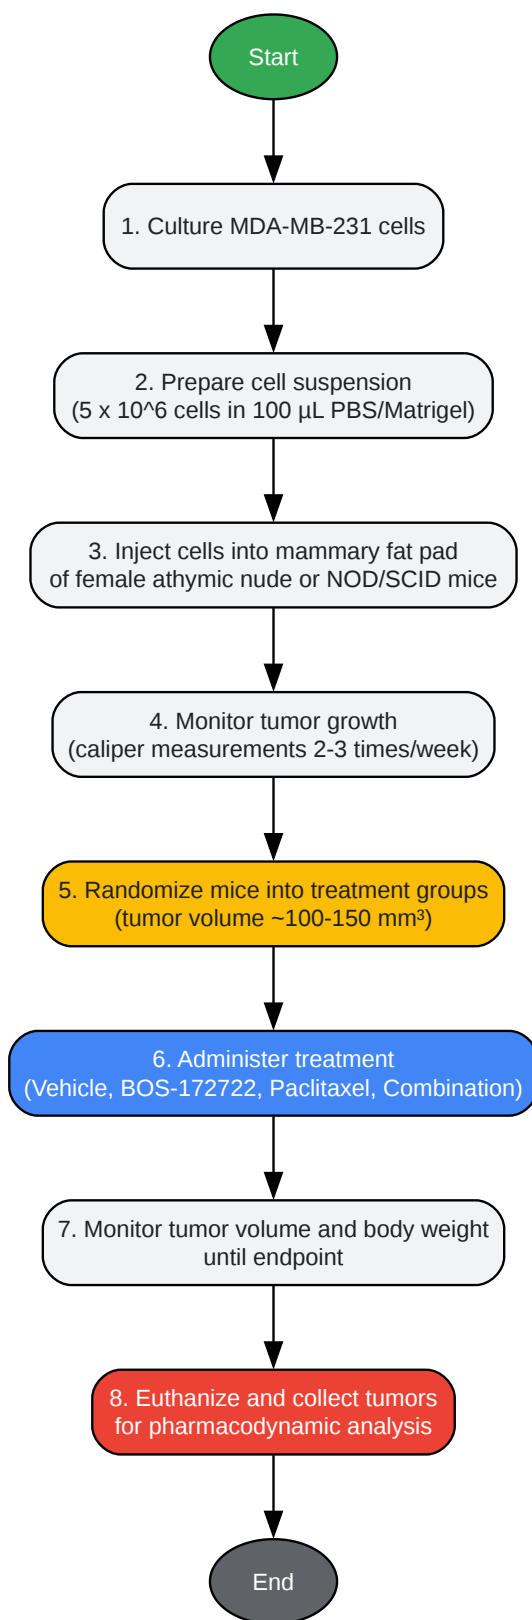 Start
1. Culture MDA-MB-231 cells
2. Prepare cell suspension
(5 x 10^6 cells in 100 µL PBS/Matrigel)
3. Inject cells into mammary fat pad
of female athymic nude or NOD/SCID mice
4. Monitor tumor growth
(caliper measurements 2-3 times/week)
5. Randomize mice into treatment groups
(tumor volume ~100-150 mm³)
6. Administer treatment
(Vehicle, BOS-172722, Paclitaxel, Combination)
7. Monitor tumor volume and body weight
until endpoint
8. Euthanize and collect tumors
for pharmacodynamic analysis
End